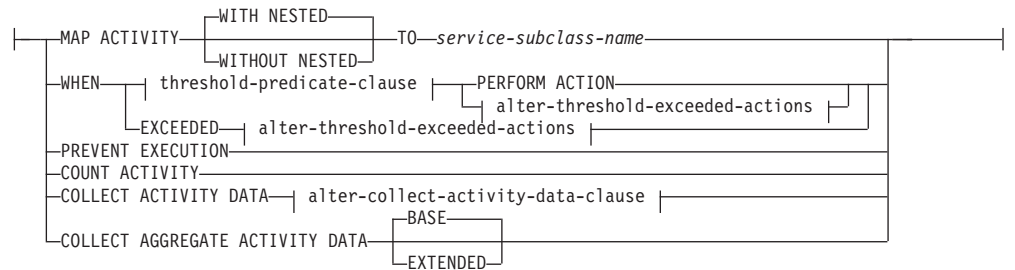 WITH NESTED
MAP ACTIVITY TO service-subclass-name
WITHOUT NESTED
WHEN threshold-predicate-clause PERFORM ACTION
alter-threshold-exceeded-actions
EXCEEDED alter-threshold-exceeded-actions
PREVENT EXECUTION
COUNT ACTIVITY
COLLECT ACTIVITY DATA alter-collect-activity-data-clause
BASE
COLLECT AGGREGATE ACTIVITY DATA
EXTENDED